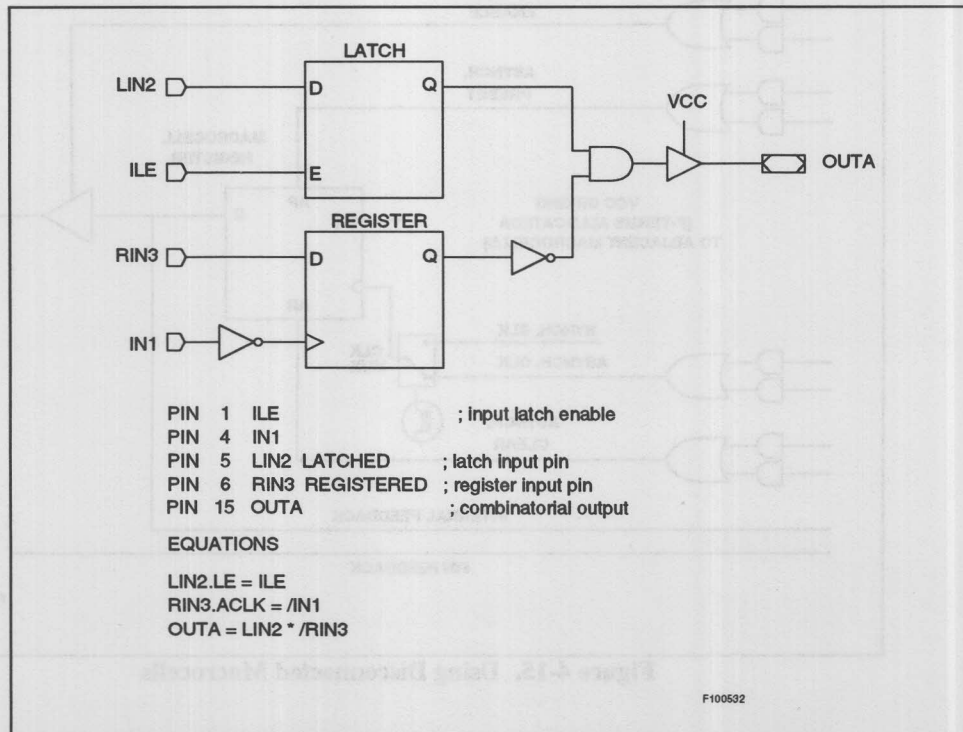 LATCH
LIN2
D
Q
VCC
ILE
E
OUTA
REGISTER
RIN3
D
Q
IN1
PIN 1 ILE ; input latch enable
PIN 4 IN1
PIN 5 LIN2 LATCHED ; latch input pin
PIN 6 RIN3 REGISTERED ; register input pin
PIN 15 OUTA ; combinatorial output
EQUATIONS
LIN2.LE = ILE
RIN3.ACLK = /IN1
OUTA = LIN2 * /RIN3
Figure 4-15. Using Disconnected Macrocells
F100532